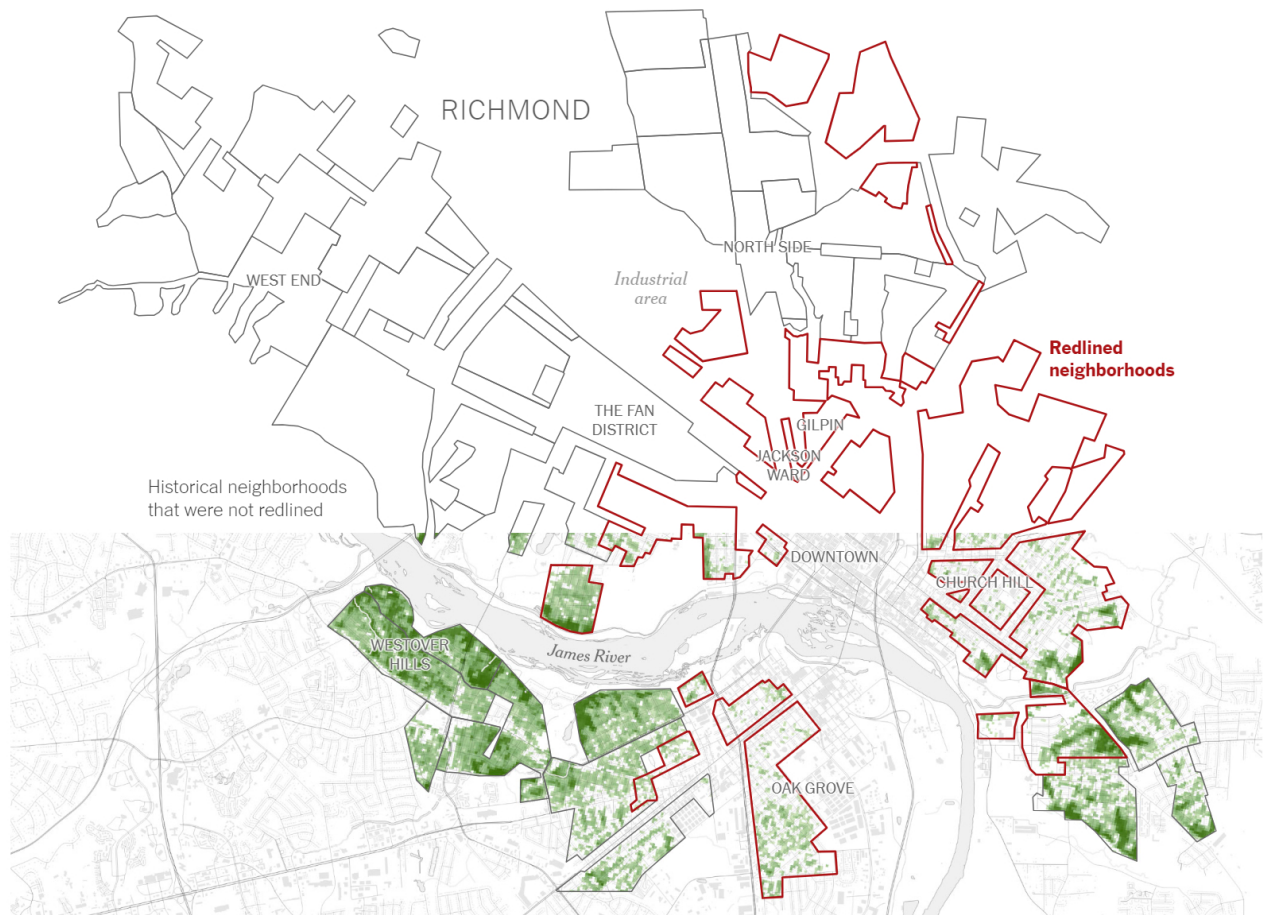 RICHMOND
NORTH SIDE
WEST END
Industrial
area
Redlined
neighborhoods
THE FAN
DISTRICT
GILPIN
JACKSON
WARD
Historical neighborhoods
that were not redlined
DOWNTOWN
CHURCH HILL
WESTOVER
HILLS
James River
OAK GROVE